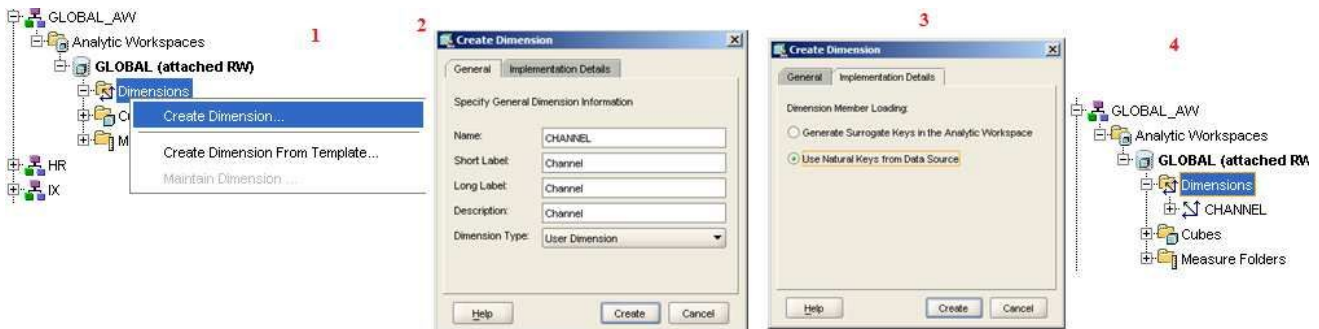 GLOBAL_AW
Analytic Workspaces
GLOBAL (attached RW)
Dimensions
C
M
HR
IX
1
Create Dimension...
Create Dimension From Template...
Maintain Dimension ...
2
Create Dimension
General
Implementation Details
Specify General Dimension Information
Name:
CHANNEL
Short Label:
Channel
Long Label:
Channel
Description:
Channel
Dimension Type:
User Dimension
Help
Create
Cancel
3
Create Dimension
General
Implementation Details
Dimension Member Loading:
Generate Surrogate Keys in the Analytic Workspace
Use Natural Keys from Data Source
Help
Create
Cancel
4
GLOBAL_AW
Analytic Workspaces
GLOBAL (attached RW
Dimensions
CHANNEL
Cubes
Measure Folders